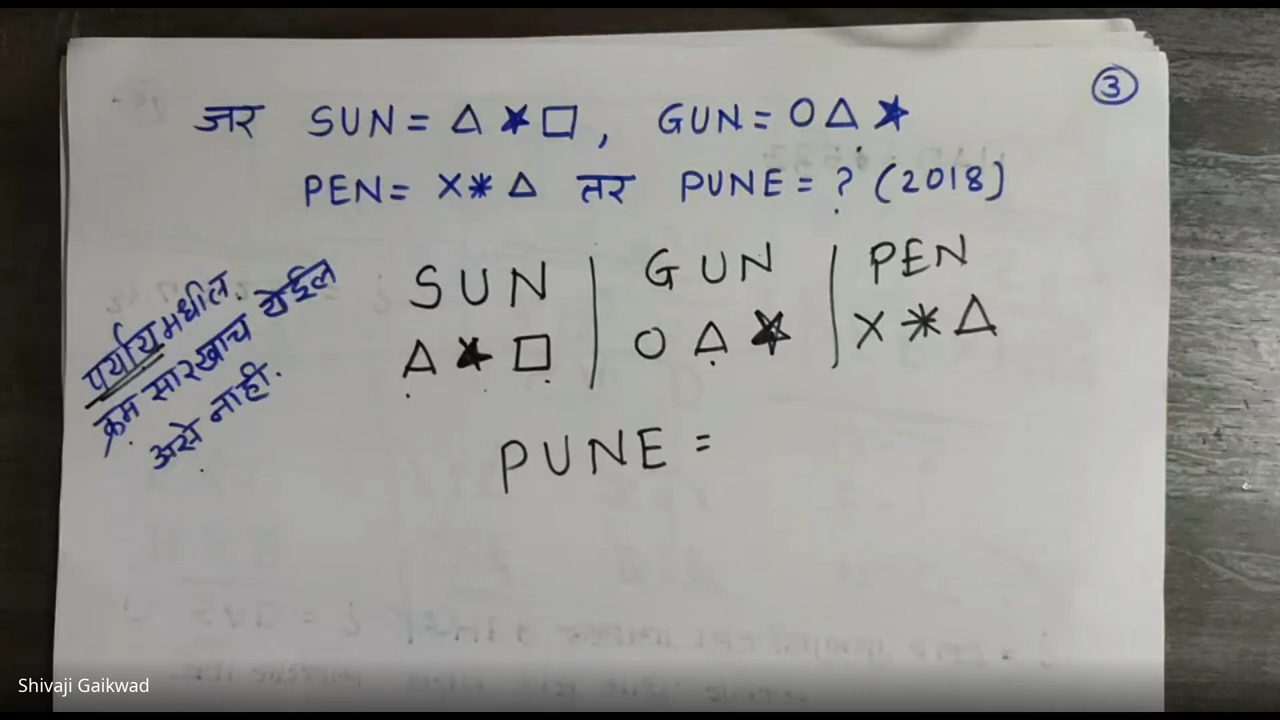 ③
जर SUN = △ ★ □, GUN = O △ ★
PEN = × * △ तर PUNE = ? (2018)
SUN | GUN | PEN
△ ★ □ | O △ ★ | × * △
पर्याय मधील.
क्रम सारखाच येईल
असे नाही.
PUNE =
Shivaji Gaikwad